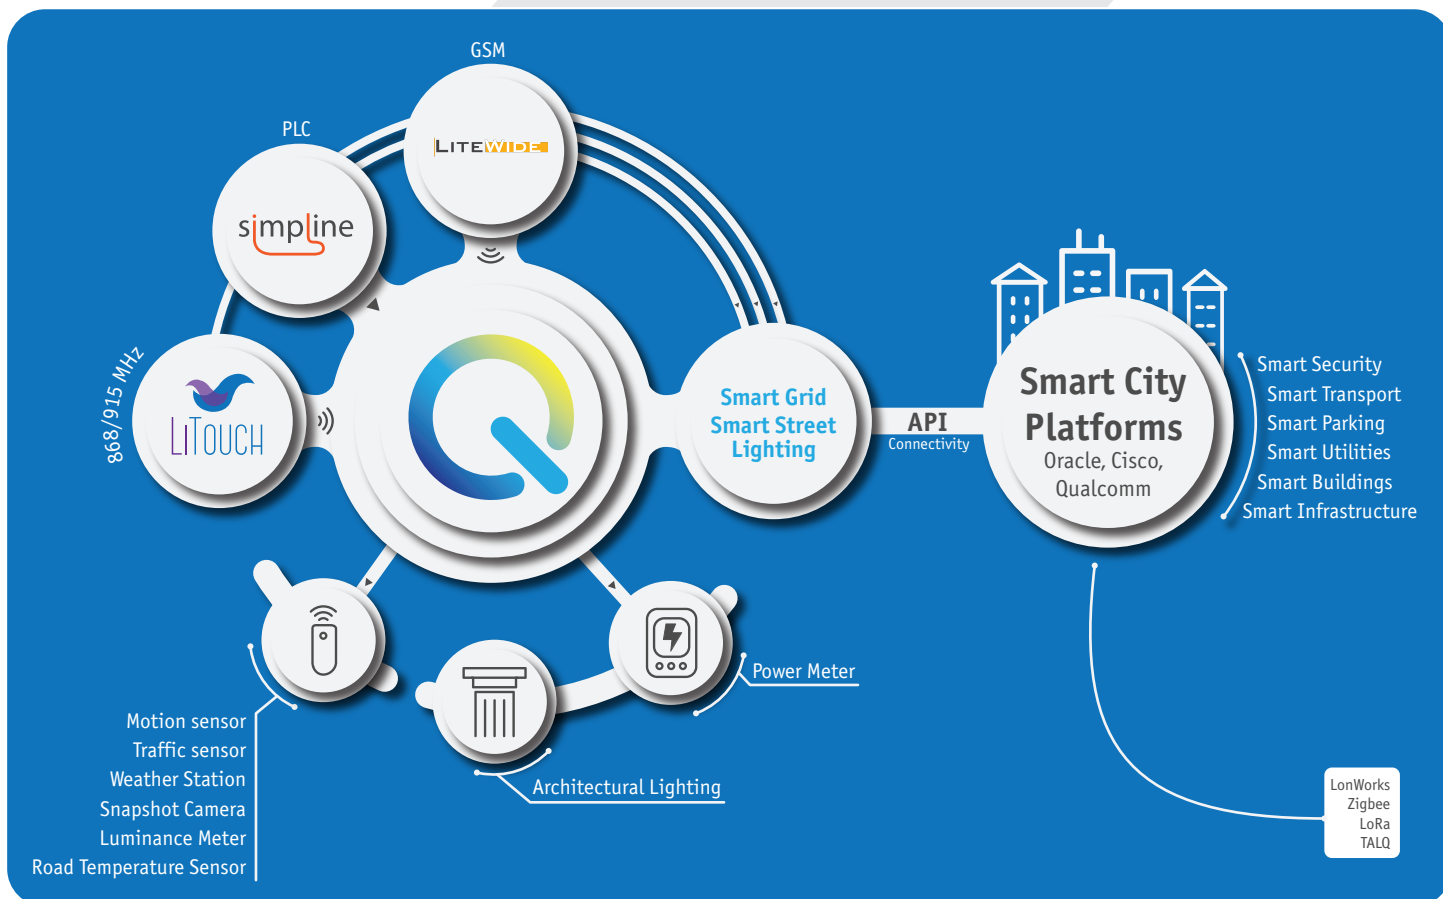 GSM
LITEWIDE
PLC
simpline
868/915 MHz
LITOUCH
Smart Grid
Smart Street
Lighting
API
Connectivity
Smart City
Platforms
Oracle, Cisco,
Qualcomm
Smart Security
Smart Transport
Smart Parking
Smart Utilities
Smart Buildings
Smart Infrastructure
Power Meter
Architectural Lighting
Motion sensor
Traffic sensor
Weather Station
Snapshot Camera
Luminance Meter
Road Temperature Sensor
LonWorks
Zigbee
LoRa
TALQ